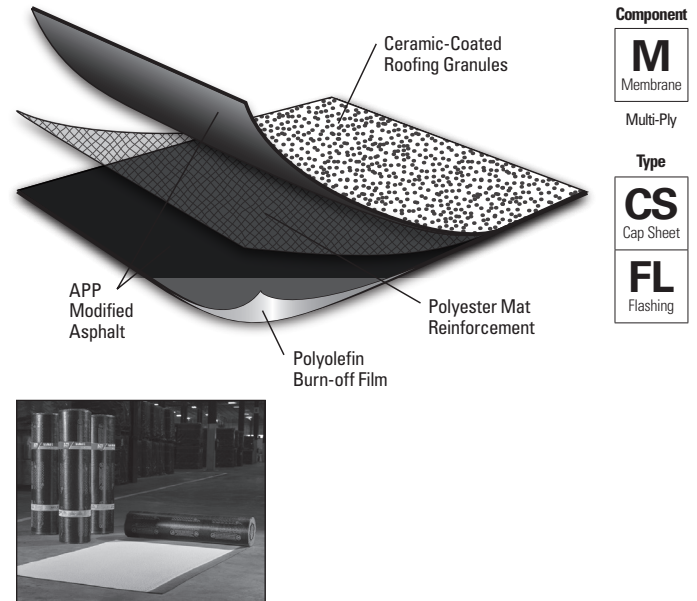 Component
M
Membrane
Multi-Ply
Type
CS
Cap Sheet
FL
Flashing
Ceramic-Coated
Roofing Granules
APP
Modified
Asphalt
Polyester Mat
Reinforcement
Polyolefin
Burn-off Film